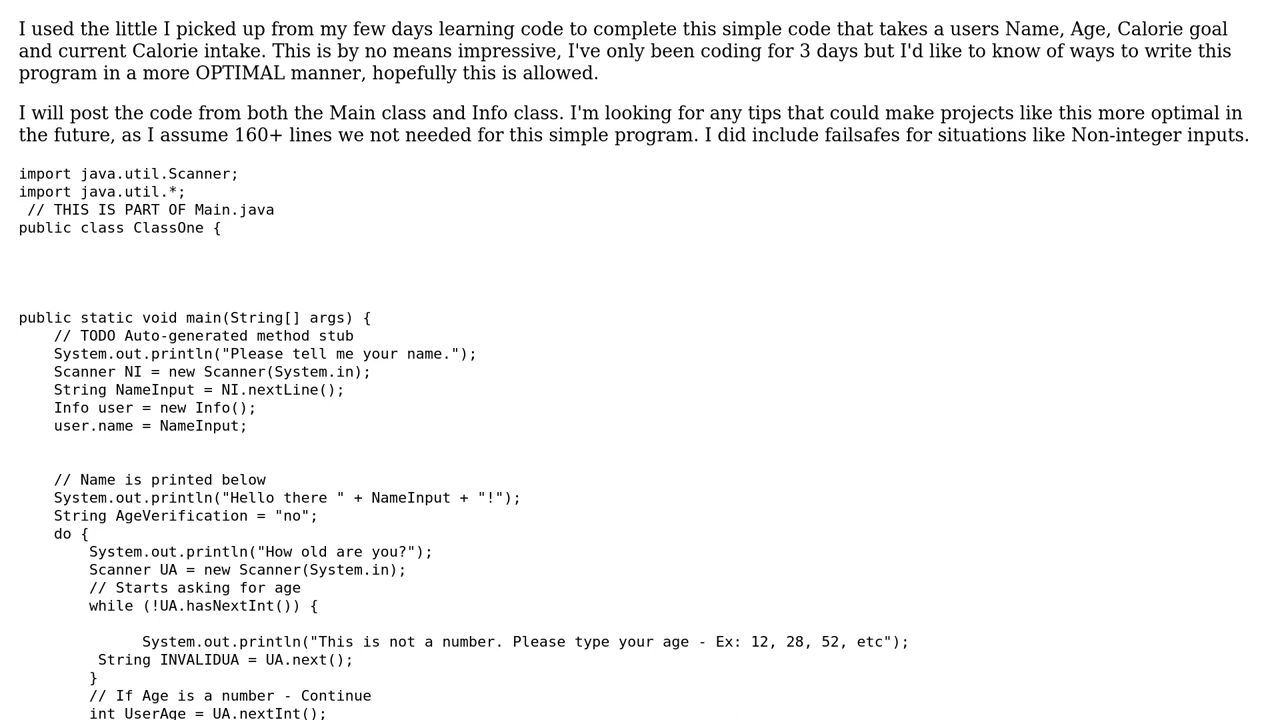 I used the little I picked up from my few days learning code to complete this simple code that takes a users Name, Age, Calorie goal
and current Calorie intake. This is by no means impressive, I've only been coding for 3 days but I'd like to know of ways to write this
program in a more OPTIMAL manner, hopefully this is allowed.
I will post the code from both the Main class and Info class. I'm looking for any tips that could make projects like this more optimal in
the future, as I assume 160+ lines we not needed for this simple program. I did include failsafes for situations like Non-integer inputs.
import java.util.Scanner;
import java.util.*;
// THIS IS PART OF Main.java
public class ClassOne {
public static void main(String[] args) {
// TODO Auto-generated method stub
System.out.println("Please tell me your name.");
Scanner NI = new Scanner(System.in);
String NameInput = NI.nextLine();
Info user = new Info();
user.name = NameInput;
// Name is printed below
System.out.println("Hello there " + NameInput + "!");
String AgeVerification = "no";
do {
System.out.println("How old are you?");
Scanner UA = new Scanner(System.in);
// Starts asking for age
while (!UA.hasNextInt()) {
System.out.println("This is not a number. Please type your age - Ex: 12, 28, 52, etc");
String INVALIDUA = UA.next();
}
// If Age is a number - Continue
int UserAge = UA.nextInt();